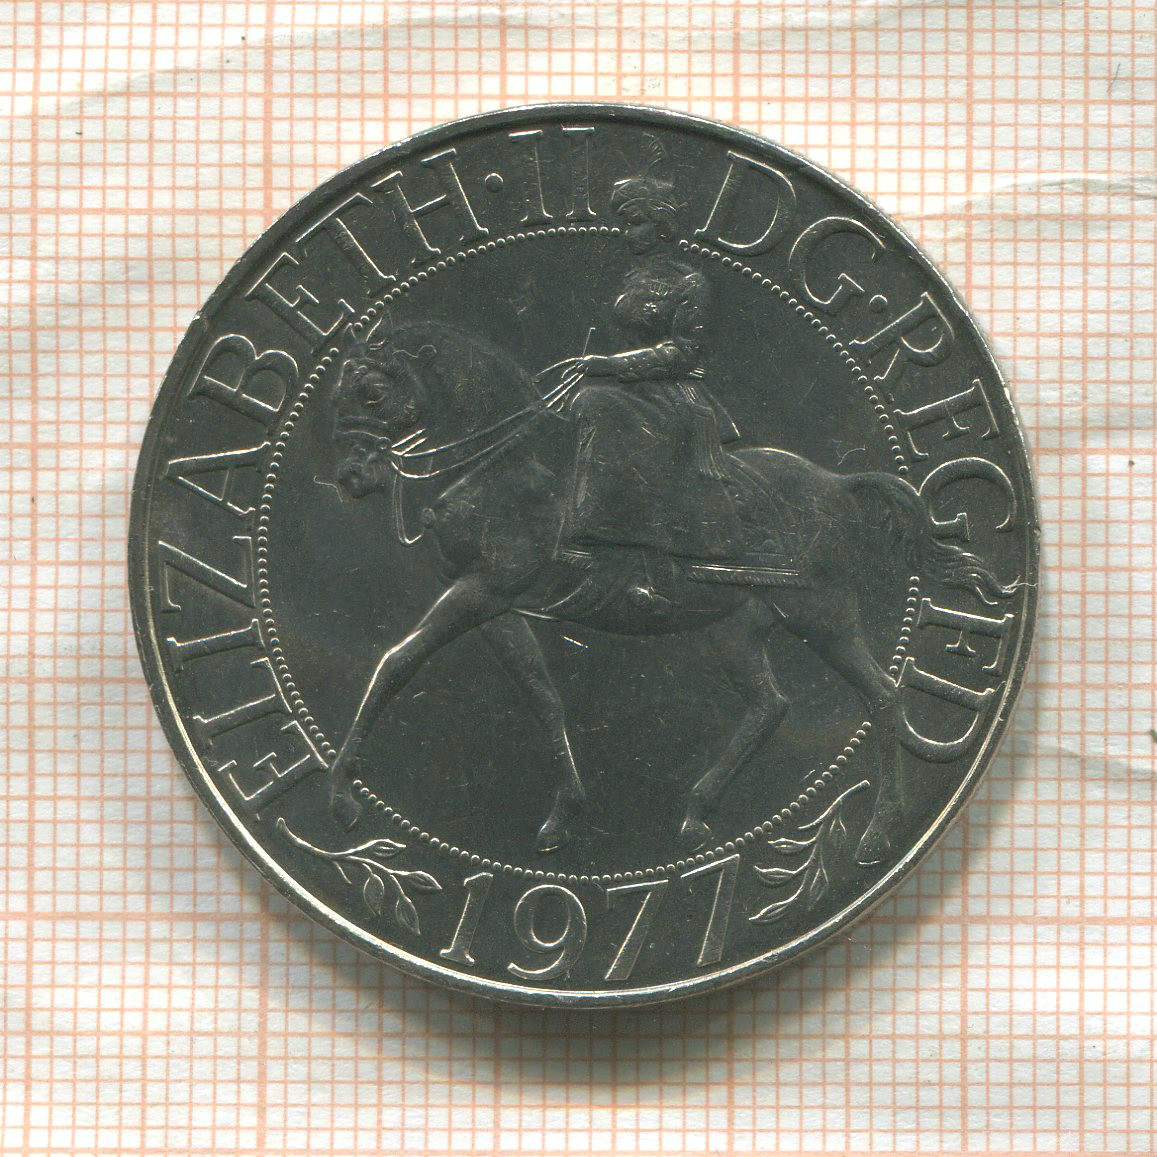 ELIZABETH·II DG·REG·FD
1977